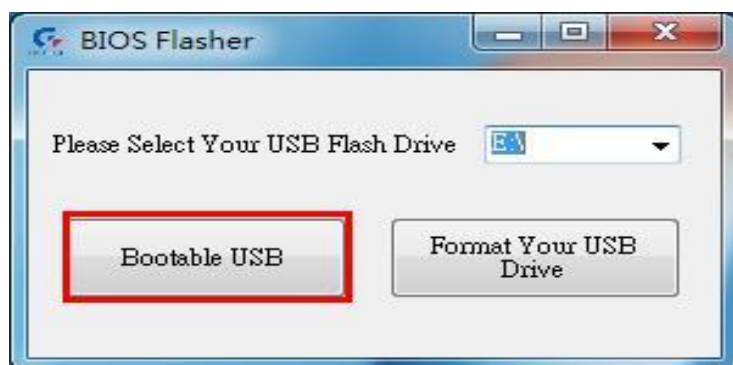 BIOS Flasher
Please Select Your USB Flash Drive
E:\
Bootable USB
Format Your USB
Drive